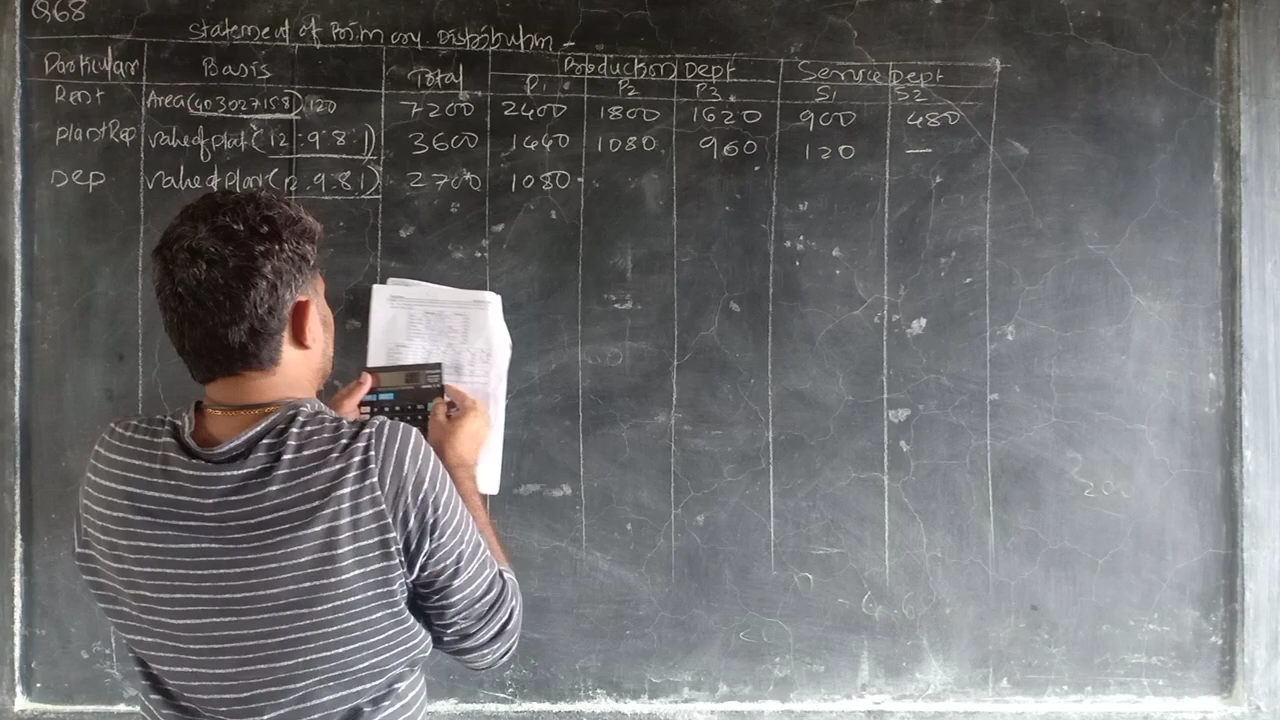 Q68
Statement of Primary Distribution -
Particular Basis Total Production Dept Service Dept
P1 P2 P3 S1 S2
Rent Area (40 30 27 15 8) 120 7200 2400 1800 1620 900 480
plant Rep value of plant (12 : 9 : 8 : 1) 3600 1440 1080 960 120 —
Dep value of plant (12 - 9 - 8 1) 2700 1080